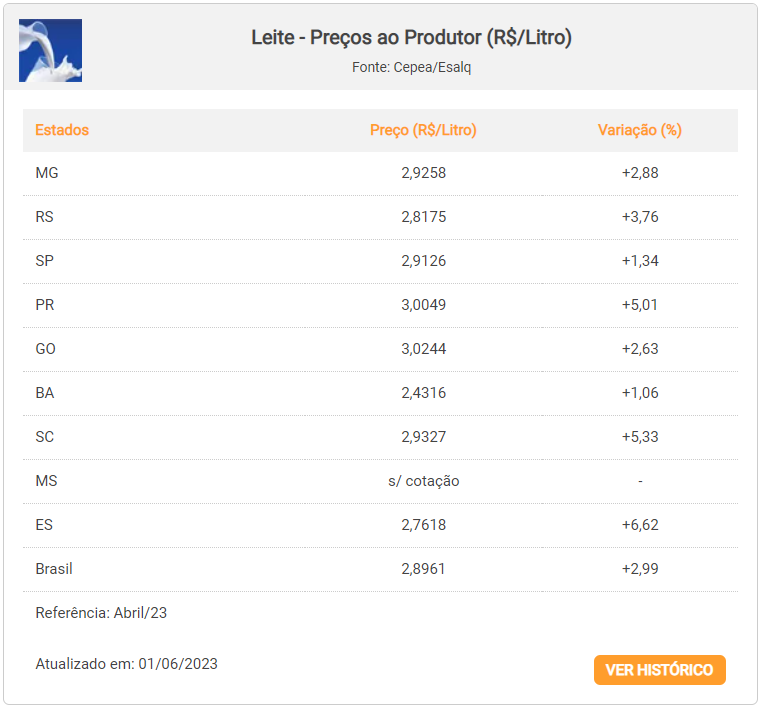 Leite - Preços ao Produtor (R$/Litro)
Fonte: Cepea/Esalq
Estados Preço (R$/Litro) Variação (%)
MG 2,9258 +2,88
RS 2,8175 +3,76
SP 2,9126 +1,34
PR 3,0049 +5,01
GO 3,0244 +2,63
BA 2,4316 +1,06
SC 2,9327 +5,33
MS s/ cotação -
ES 2,7618 +6,62
Brasil 2,8961 +2,99
Referência: Abril/23
Atualizado em: 01/06/2023
VER HISTÓRICO